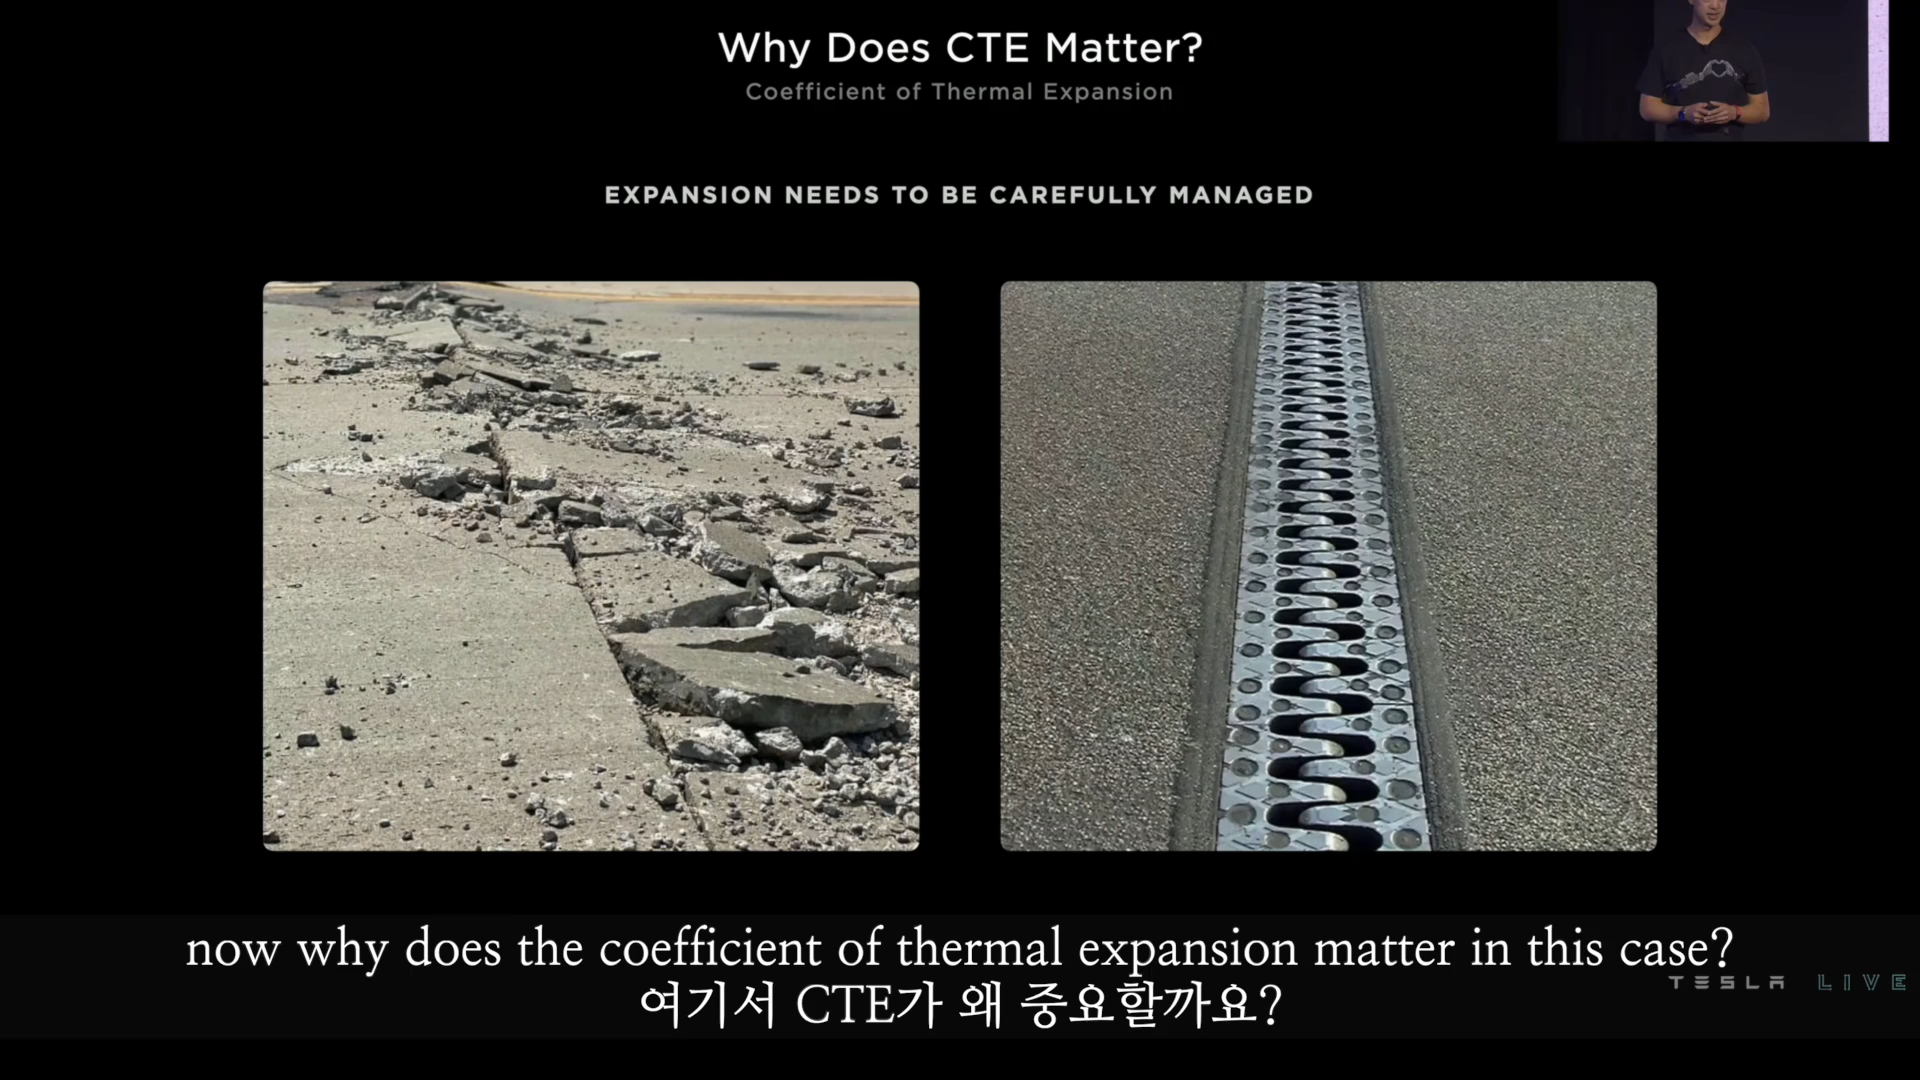 Why Does CTE Matter?
Coefficient of Thermal Expansion
EXPANSION NEEDS TO BE CAREFULLY MANAGED
now why does the coefficient of thermal expansion matter in this case?
TESLA LIVE
여기서 CTE가 왜 중요할까요?